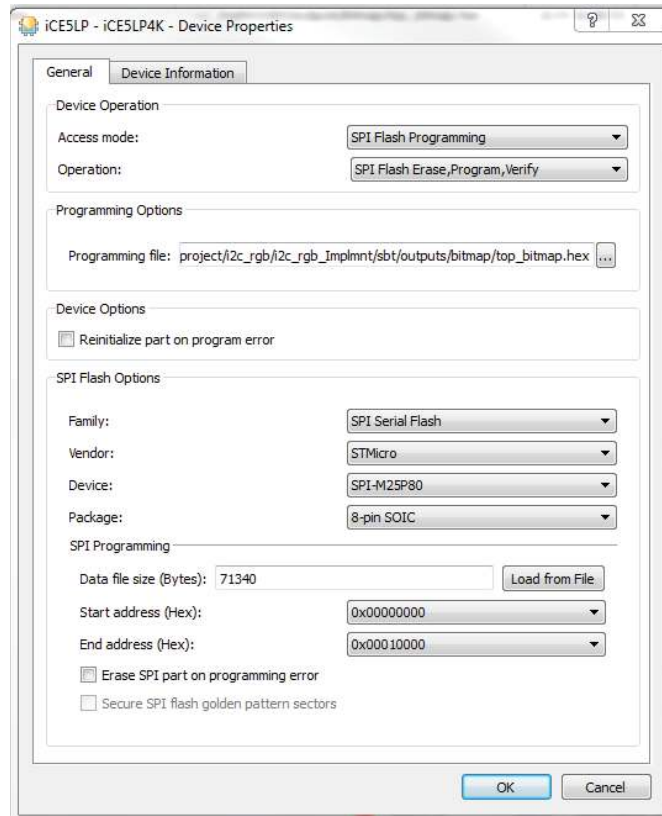 iCE5LP - iCE5LP4K - Device Properties
General Device Information
Device Operation
Access mode: SPI Flash Programming
Operation: SPI Flash Erase,Program,Verify
Programming Options
Programming file: project/i2c_rgb/i2c_rgb_Implmnt/sbt/outputs/bitmap/top_bitmap.hex ...
Device Options
Reinitialize part on program error
SPI Flash Options
Family: SPI Serial Flash
Vendor: STMicro
Device: SPI-M25P80
Package: 8-pin SOIC
SPI Programming
Data file size (Bytes): 71340 Load from File
Start address (Hex): 0x00000000
End address (Hex): 0x00010000
Erase SPI part on programming error
Secure SPI flash golden pattern sectors
OK Cancel